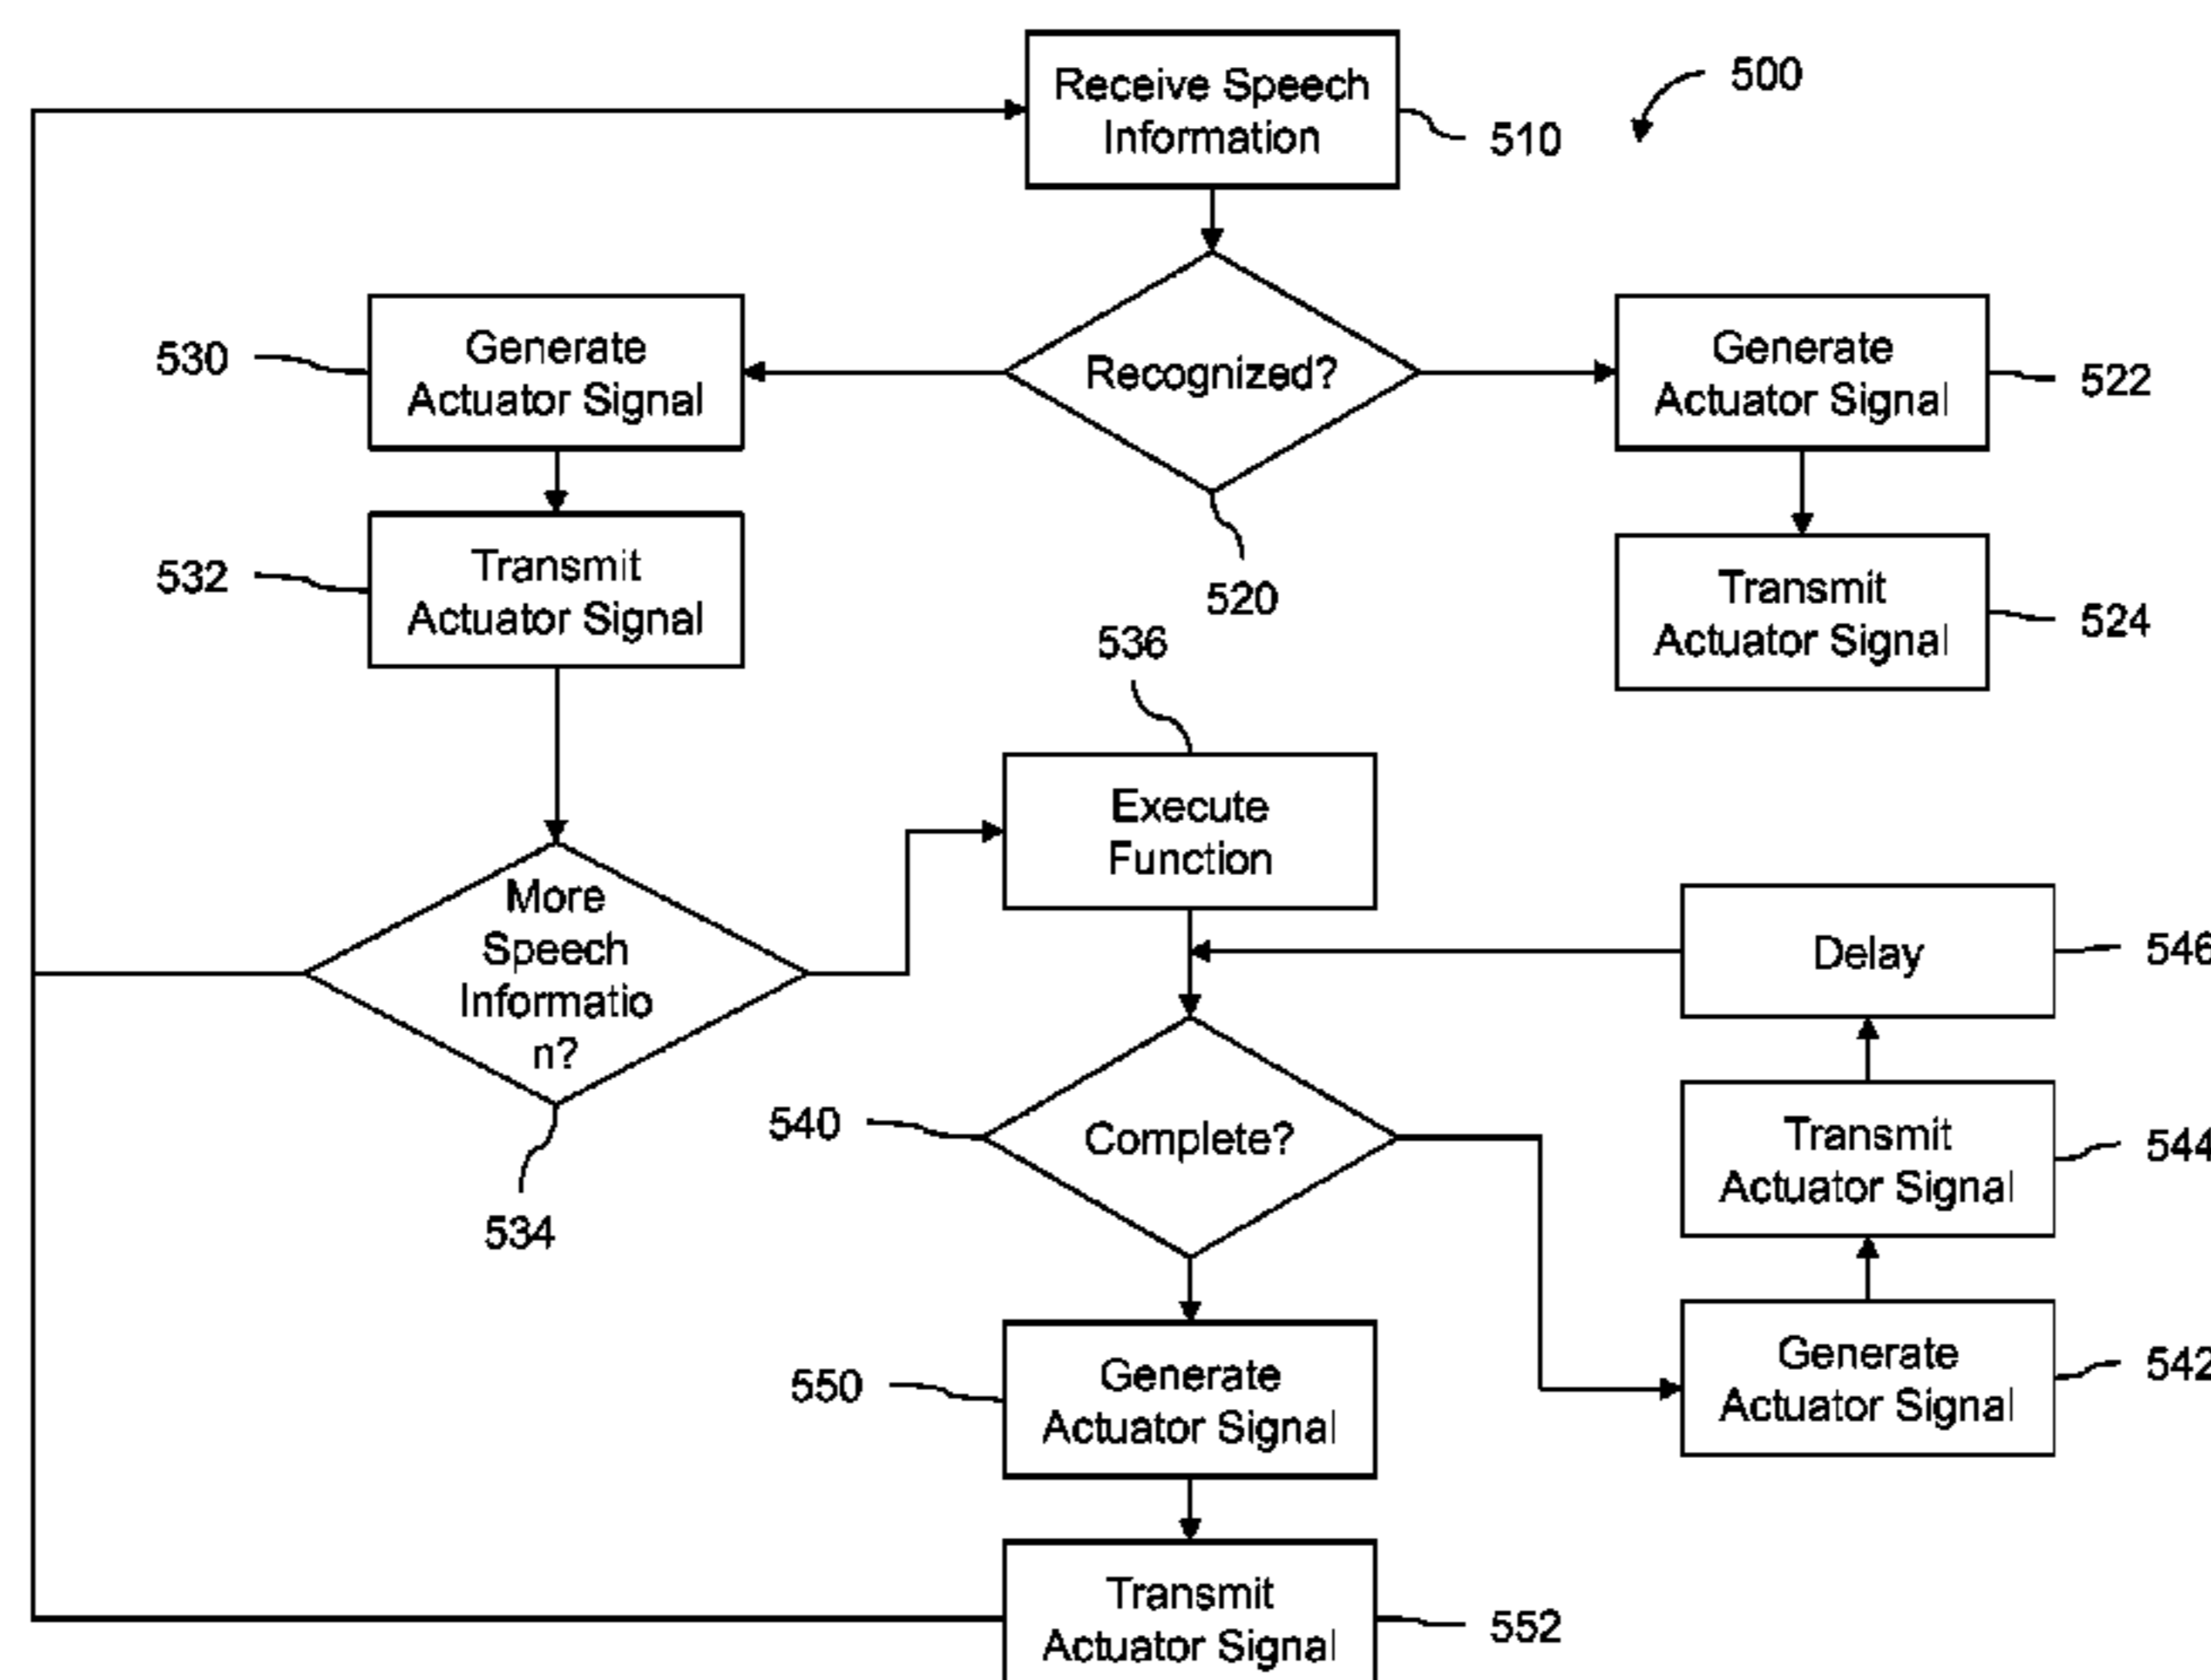 Receive Speech
Information
500
510
530
Generate
Actuator Signal
Recognized?
Generate
Actuator Signal
522
532
Transmit
Actuator Signal
520
Transmit
Actuator Signal
524
536
Execute
Function
More
Speech
Informatio
n?
534
Delay
546
540
Complete?
Transmit
Actuator Signal
544
550
Generate
Actuator Signal
Generate
Actuator Signal
542
Transmit
Actuator Signal
552